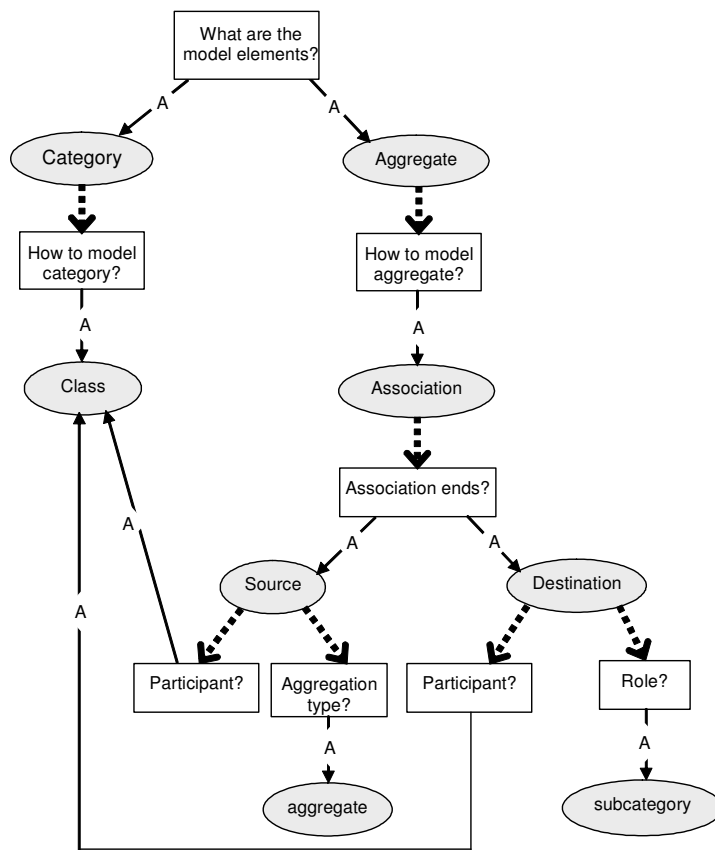 What are the
model elements?
A
A
Category
Aggregate
How to model
category?
How to model
aggregate?
A
A
Class
Association
Association ends?
A
A
A
Source
Destination
A
Participant?
Aggregation
type?
Participant?
Role?
A
A
aggregate
subcategory